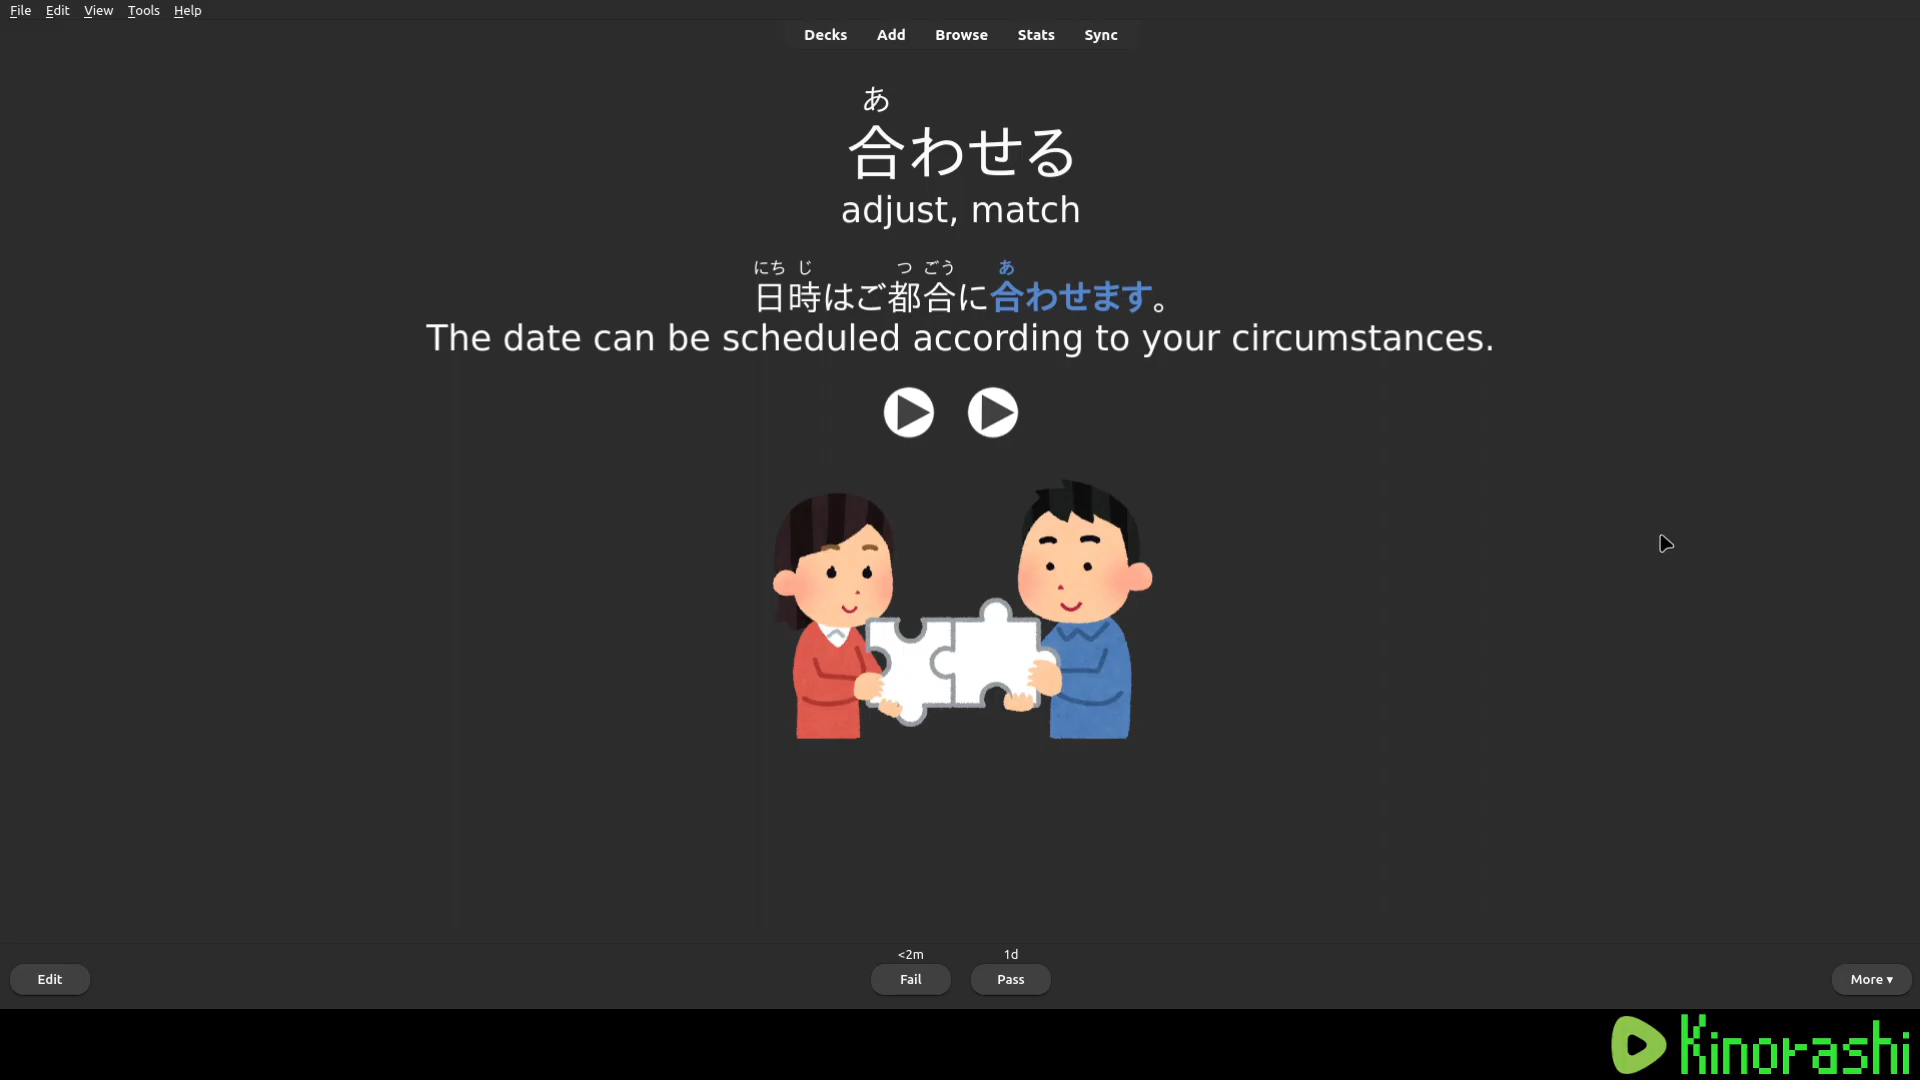 File Edit View Tools Help
Decks Add Browse Stats Sync
あ
合わせる
adjust, match
にち じ つ ごう あ
日時はご都合に合わせます。
The date can be scheduled according to your circumstances.
<2m 1d
Edit Fail Pass More ▾
Kinorashi